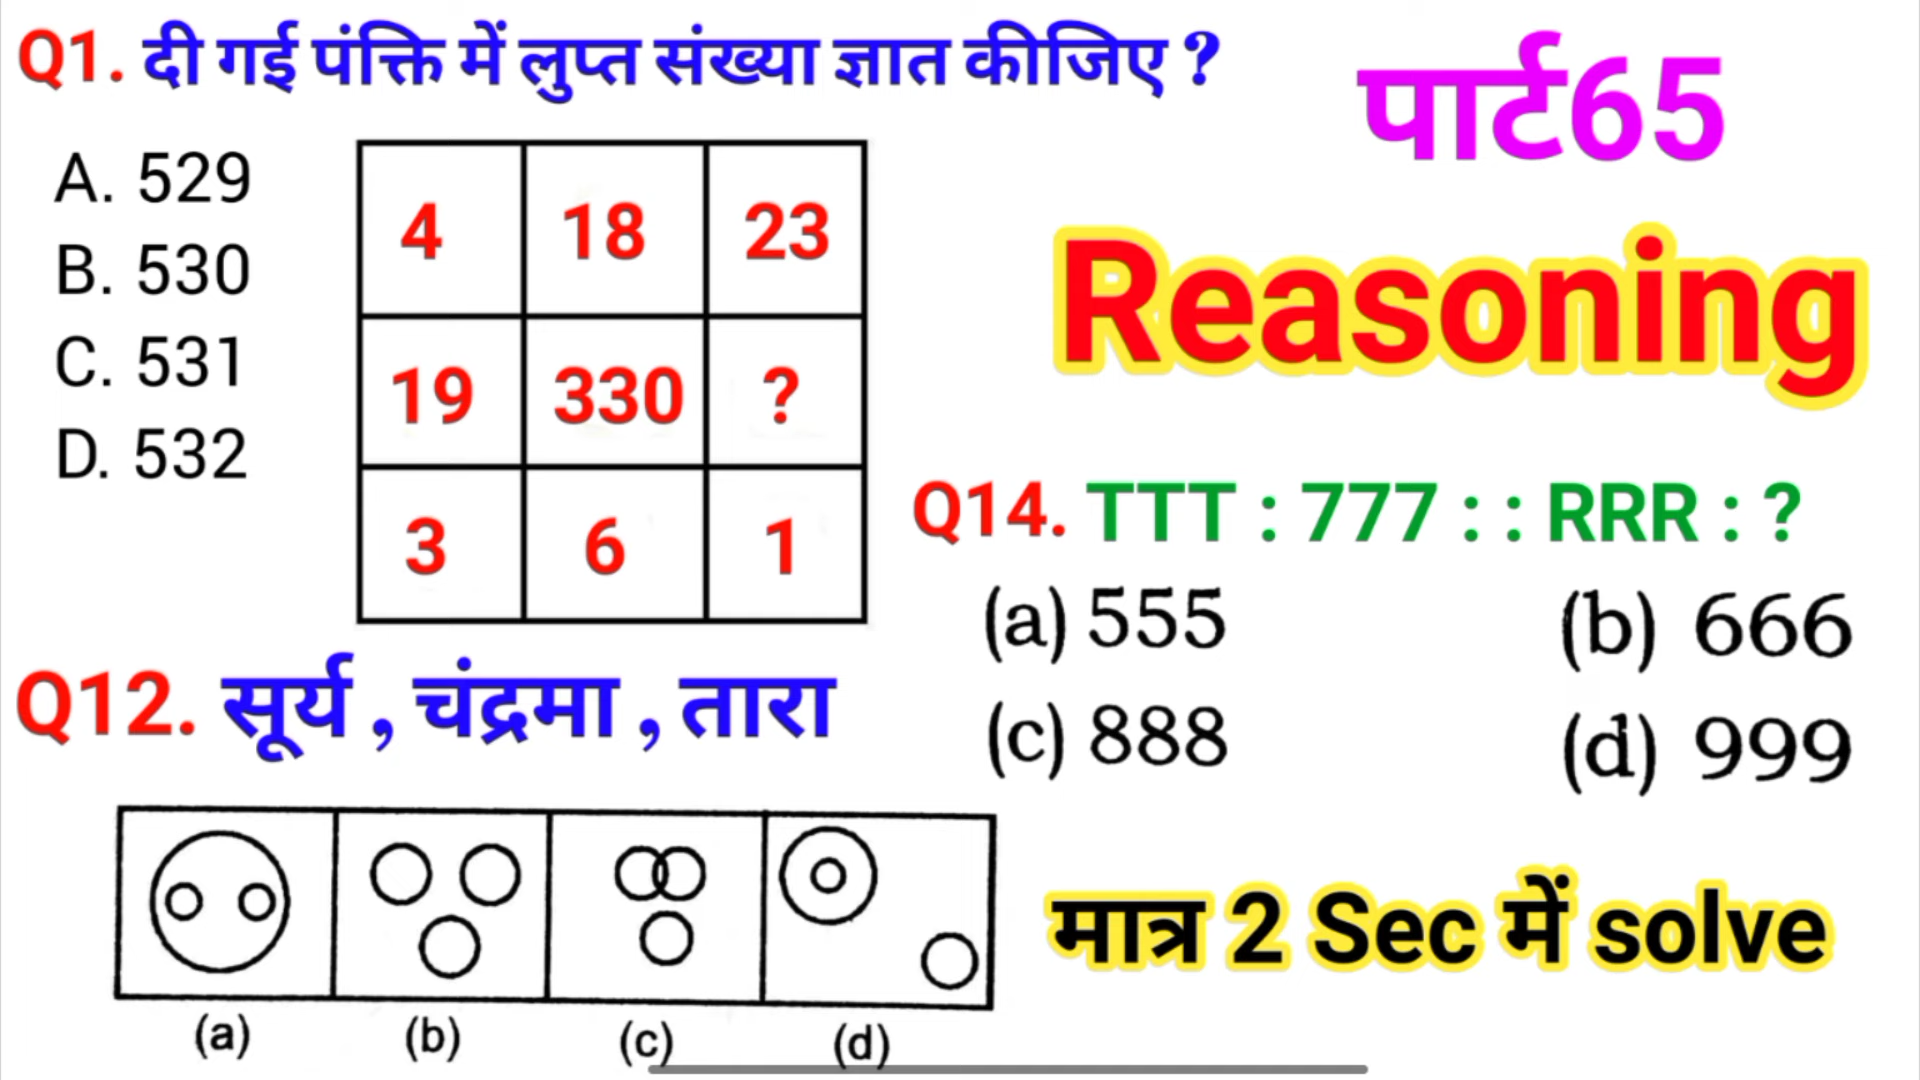 Q1. दी गई पंक्ति में लुप्त संख्या ज्ञात कीजिए ?
A. 529
B. 530
C. 531
D. 532
4 18 23
19 330 ?
3 6 1
पार्ट65
Reasoning
Q14. TTT : 777 : : RRR : ?
(a) 555 (b) 666
(c) 888 (d) 999
Q12. सूर्य , चंद्रमा , तारा
(a) (b) (c) (d)
मात्र 2 Sec में solve